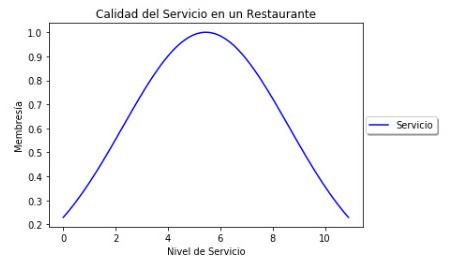 Calidad del Servicio en un Restaurante
1.0
0.9
0.8
0.7
0.6
0.5
0.4
0.3
0.2
Membresía
Servicio
0 2 4 6 8 10
Nivel de Servicio